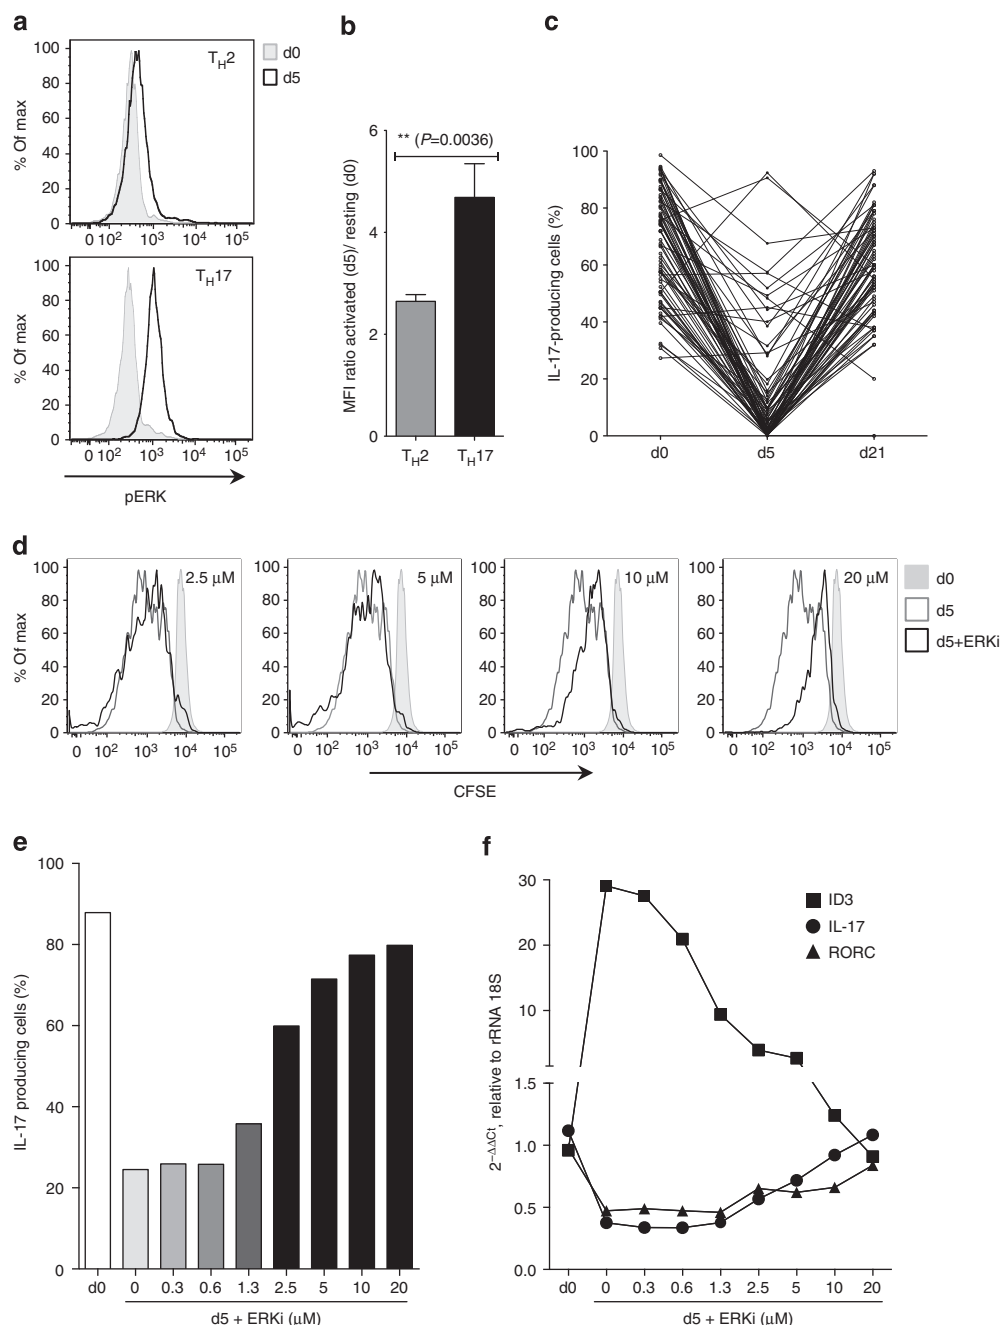 a
100
80
60
40
20
0
% Of max
TH2
d0
d5
0 10² 10³ 10⁴ 10⁵
100
80
60
40
20
0
% Of max
TH17
0 10² 10³ 10⁴ 10⁵
pERK
b
6
4
2
0
MFI ratio activated (d5)/ resting (d0)
** (P=0.0036)
TH2 TH17
c
100
80
60
40
20
0
IL-17-producing cells (%)
d0 d5 d21
d
% Of max
100
80
60
40
20
0
2.5 µM
0 10² 10³ 10⁴ 10⁵
100
80
60
40
20
0
5 µM
0 10² 10³ 10⁴ 10⁵
100
80
60
40
20
0
10 µM
0 10² 10³ 10⁴ 10⁵
100
80
60
40
20
0
20 µM
0 10² 10³ 10⁴ 10⁵
d0
d5
d5+ERKi
CFSE
e
100
80
60
40
20
0
IL-17 producing cells (%)
d0 0 0.3 0.6 1.3 2.5 5 10 20
d5 + ERKi (µM)
f
30
20
10
1.5
1.0
0.5
0.0
2−ΔΔCt, relative to rRNA 18S
ID3
IL-17
RORC
d0 0 0.3 0.6 1.3 2.5 5 10 20
d5 + ERKi (µM)